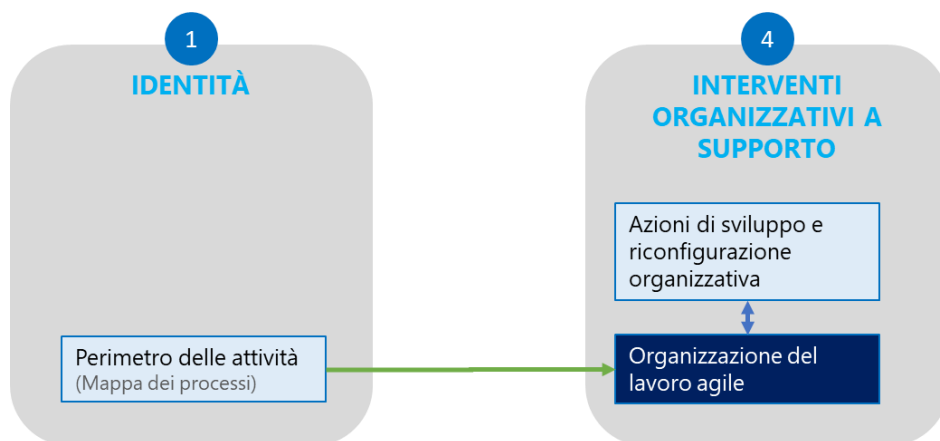 1
IDENTITÀ
Perimetro delle attività
(Mappa dei processi)
4
INTERVENTI
ORGANIZZATIVI A
SUPPORTO
Azioni di sviluppo e
riconfigurazione
organizzativa
Organizzazione del
lavoro agile